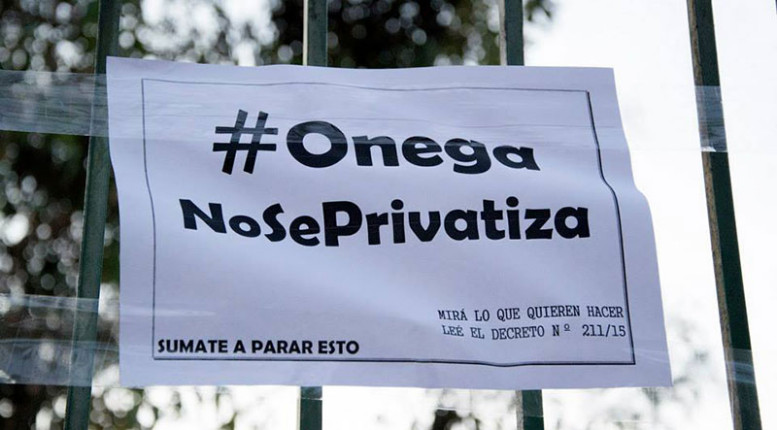 #Onega
NoSePrivatiza
MIRÁ LO QUE QUIEREN HACER
LEÉ EL DECRETO Nº 211/15
SUMATE A PARAR ESTO